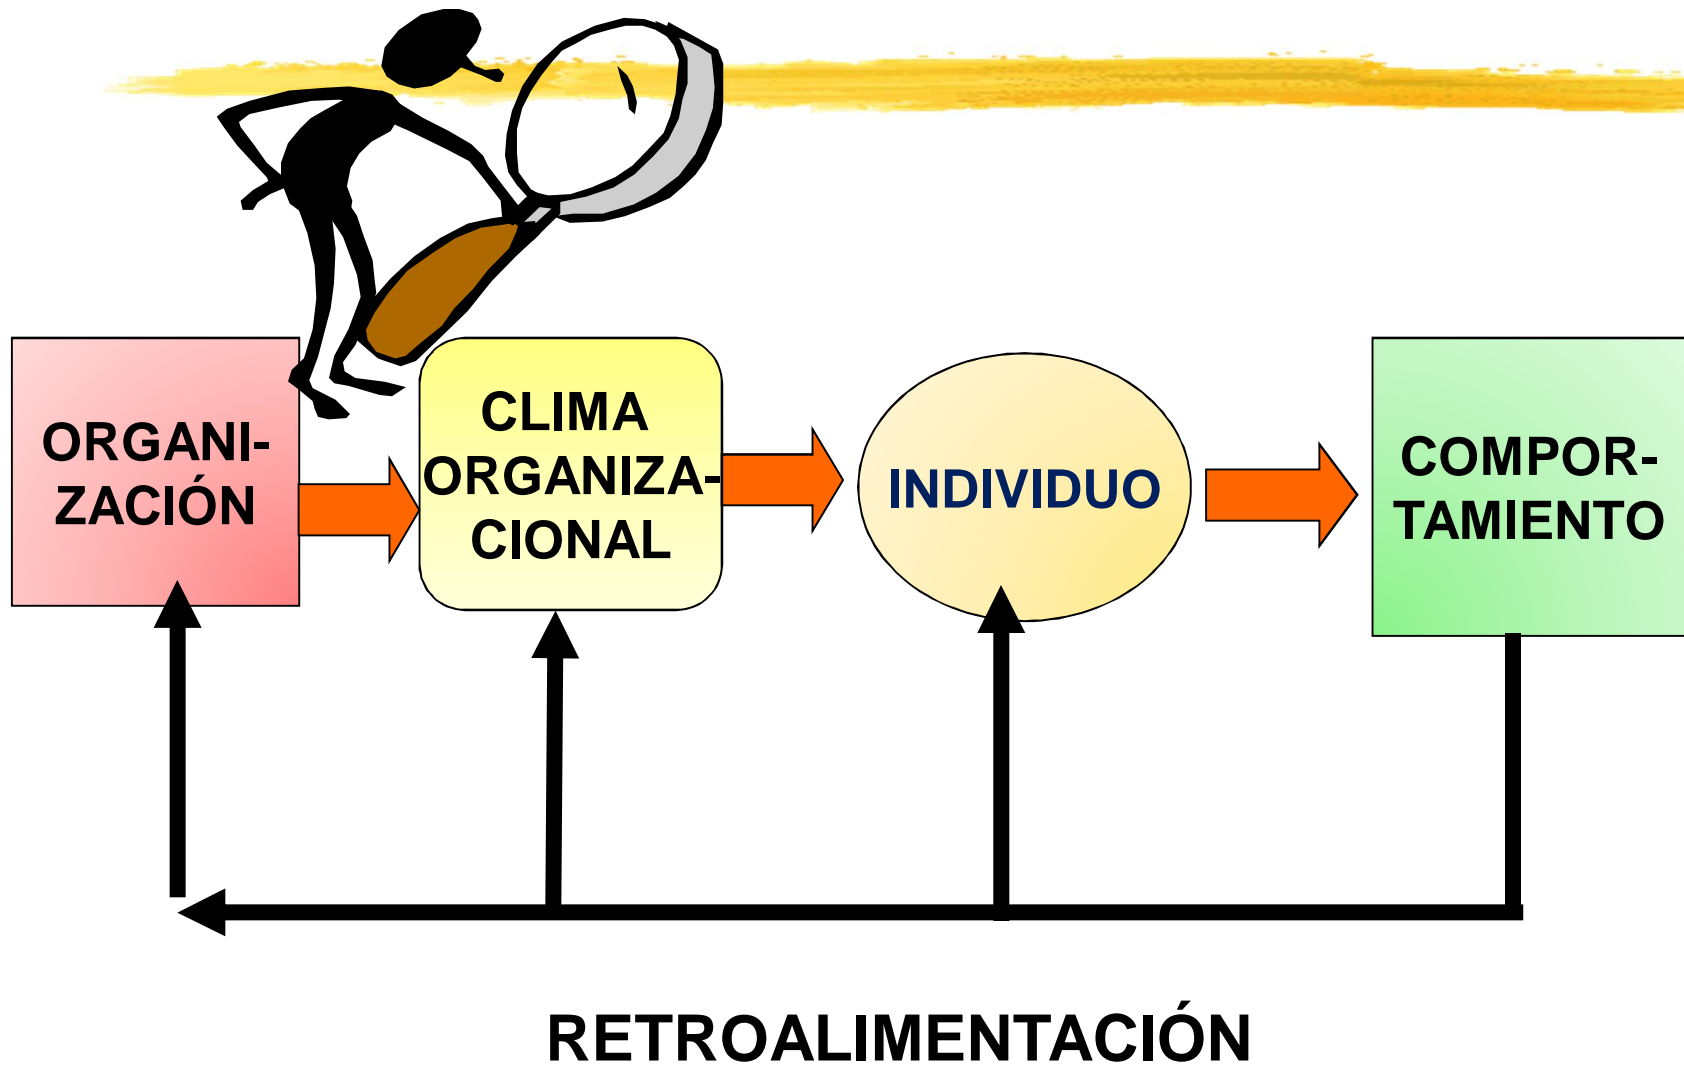 ORGANI-
ZACIÓN
CLIMA
ORGANIZA-
CIONAL
INDIVIDUO
COMPOR-
TAMIENTO
RETROALIMENTACIÓN